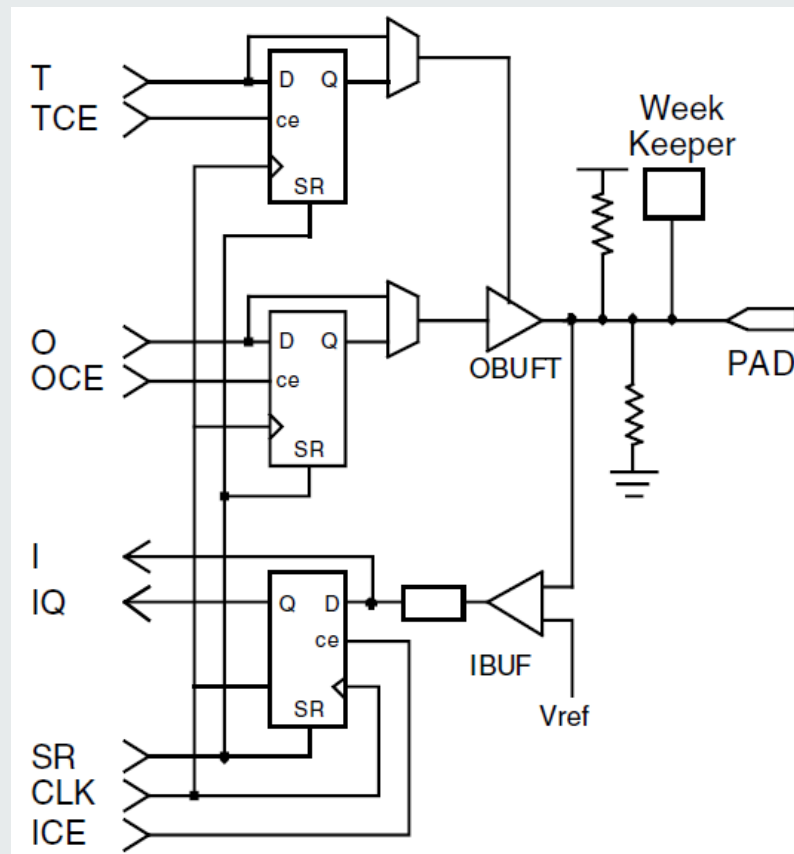 T
TCE
D
Q
ce
SR
Week
Keeper
O
OCE
D
Q
ce
SR
OBUFT
PAD
I
IQ
Q
D
ce
SR
IBUF
Vref
SR
CLK
ICE